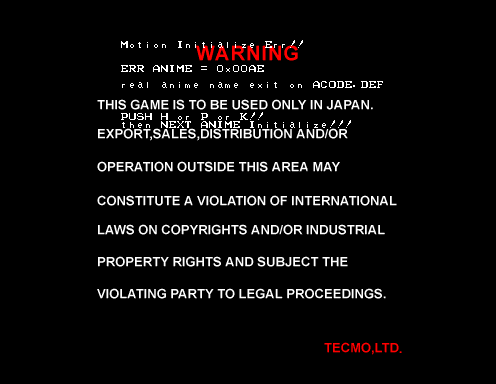 Motion Initialize Err!!
WARNING
ERR ANIME = 0x00AE
real anime name exit on ACODE.DEF
THIS GAME IS TO BE USED ONLY IN JAPAN.
PUSH H or P or K!!
then NEXT ANIME Initialize!!!
EXPORT,SALES,DISTRIBUTION AND/OR
OPERATION OUTSIDE THIS AREA MAY
CONSTITUTE A VIOLATION OF INTERNATIONAL
LAWS ON COPYRIGHTS AND/OR INDUSTRIAL
PROPERTY RIGHTS AND SUBJECT THE
VIOLATING PARTY TO LEGAL PROCEEDINGS.
TECMO,LTD,